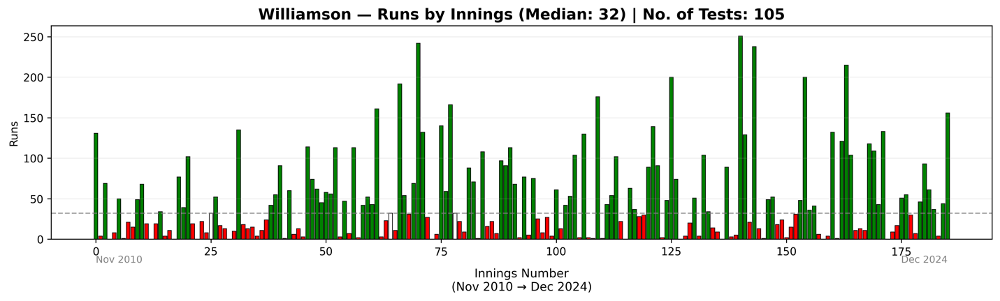 Williamson — Runs by Innings (Median: 32) | No. of Tests: 105
250
200
150
100
50
0
Runs
0 25 50 75 100 125 150 175
Nov 2010 Dec 2024
Innings Number
(Nov 2010 → Dec 2024)